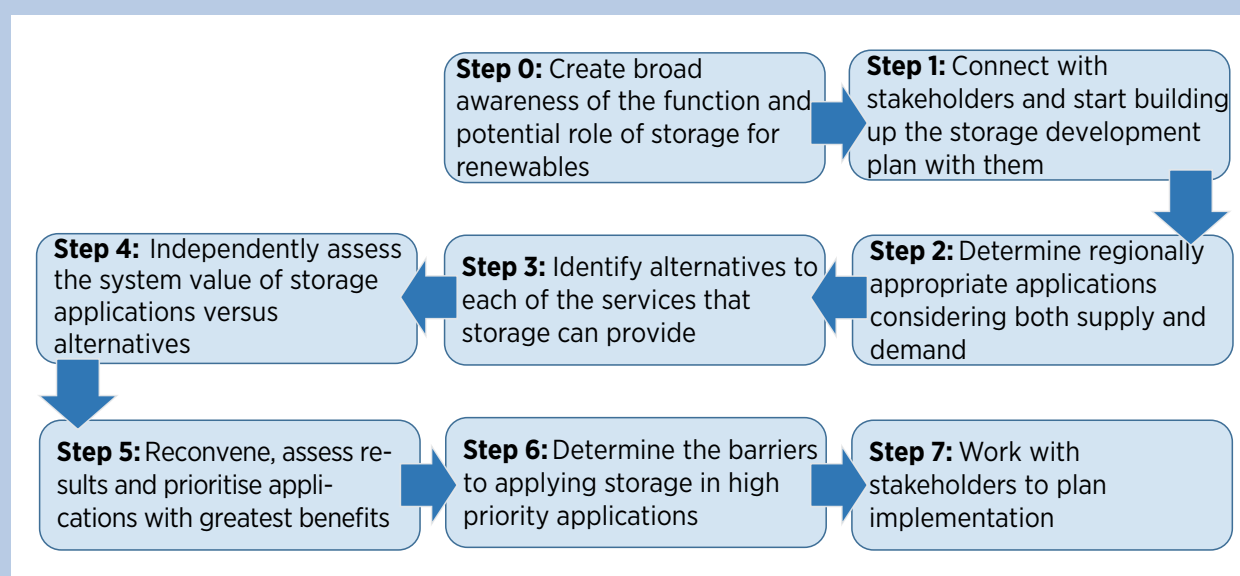 Step 0: Create broad
awareness of the function and
potential role of storage for
renewables
Step 1: Connect with
stakeholders and start building
up the storage development
plan with them
Step 2: Determine regionally
appropriate applications
considering both supply and
demand
Step 3: Identify alternatives to
each of the services that
storage can provide
Step 4: Independently assess
the system value of storage
applications versus
alternatives
Step 5: Reconvene, assess re-
sults and prioritise appli-
cations with greatest benefits
Step 6: Determine the barriers
to applying storage in high
priority applications
Step 7: Work with
stakeholders to plan
implementation